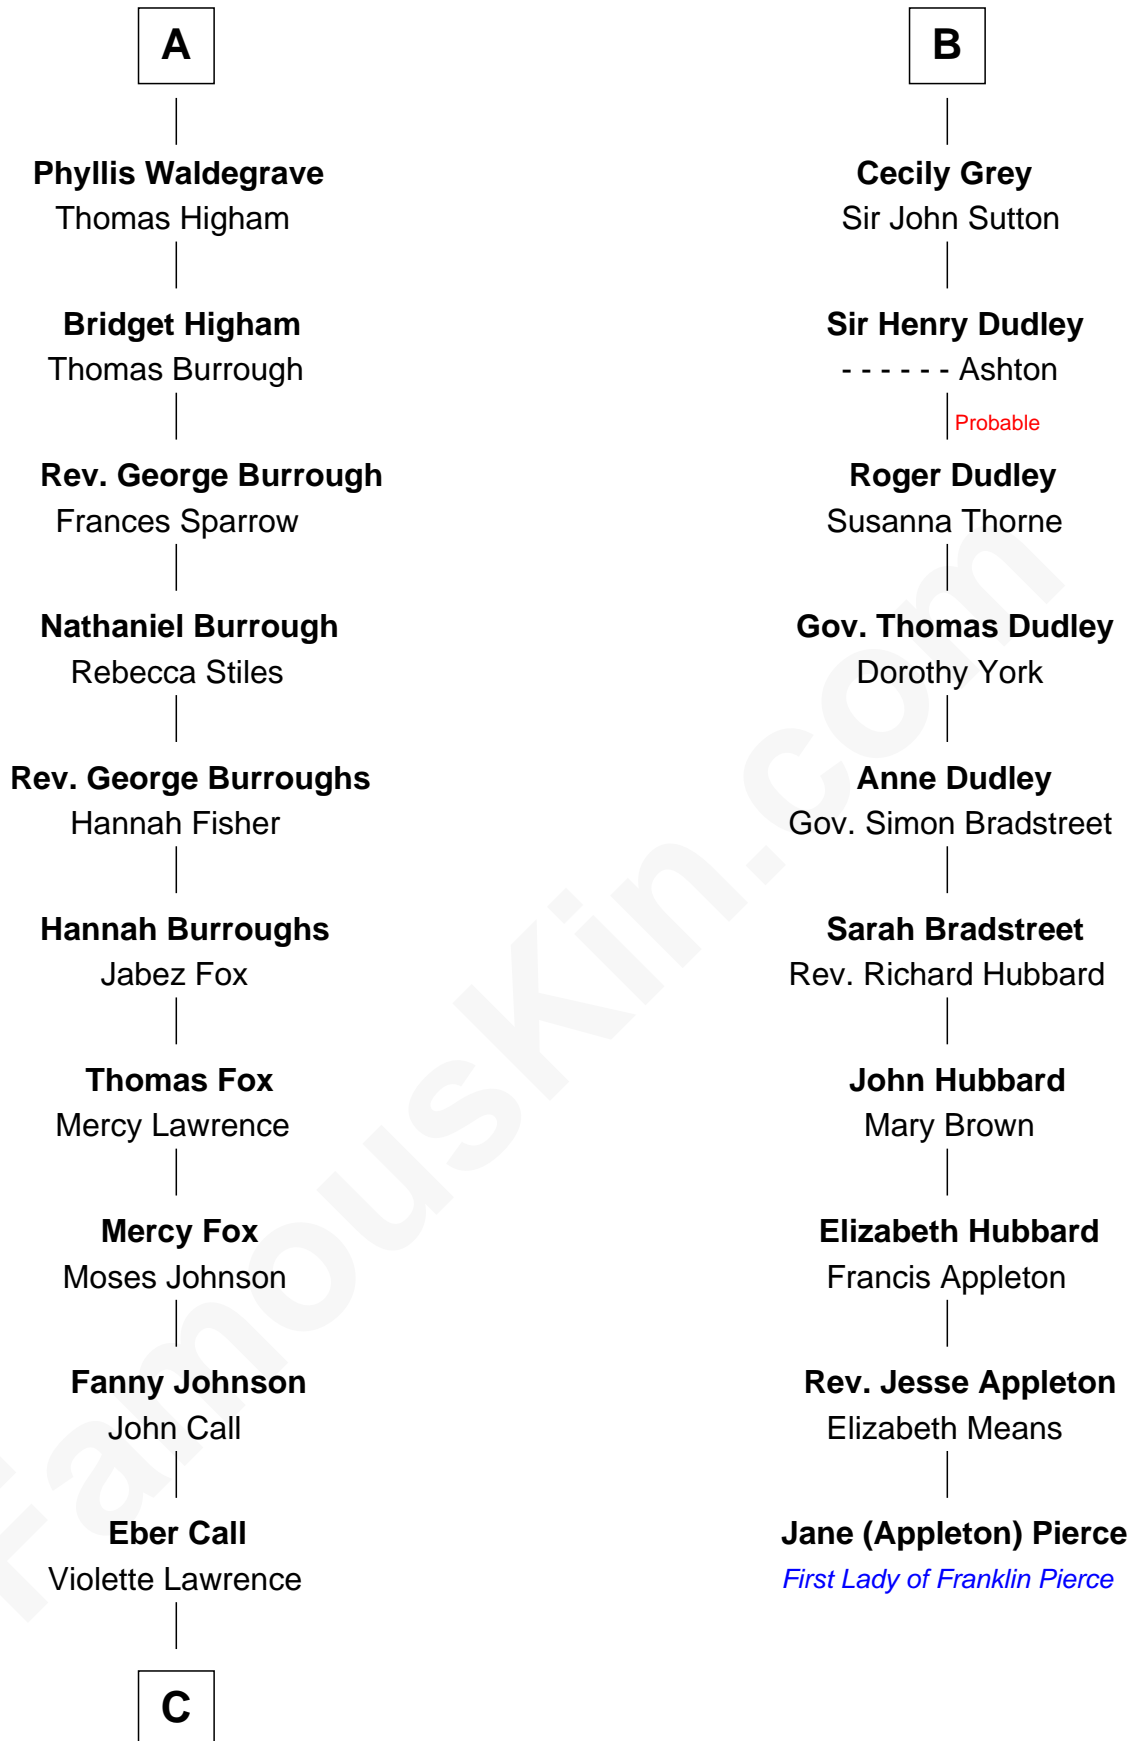 A
Phyllis Waldegrave
Thomas Higham
Bridget Higham
Thomas Burrough
Rev. George Burrough
Frances Sparrow
Nathaniel Burrough
Rebecca Stiles
Rev. George Burroughs
Hannah Fisher
Hannah Burroughs
Jabez Fox
Thomas Fox
Mercy Lawrence
Mercy Fox
Moses Johnson
Fanny Johnson
John Call
Eber Call
Violette Lawrence
C
B
Cecily Grey
Sir John Sutton
Sir Henry Dudley
- - - - - - Ashton
Probable
Roger Dudley
Susanna Thorne
Gov. Thomas Dudley
Dorothy York
Anne Dudley
Gov. Simon Bradstreet
Sarah Bradstreet
Rev. Richard Hubbard
John Hubbard
Mary Brown
Elizabeth Hubbard
Francis Appleton
Rev. Jesse Appleton
Elizabeth Means
Jane (Appleton) Pierce
First Lady of Franklin Pierce
FamousKin.com